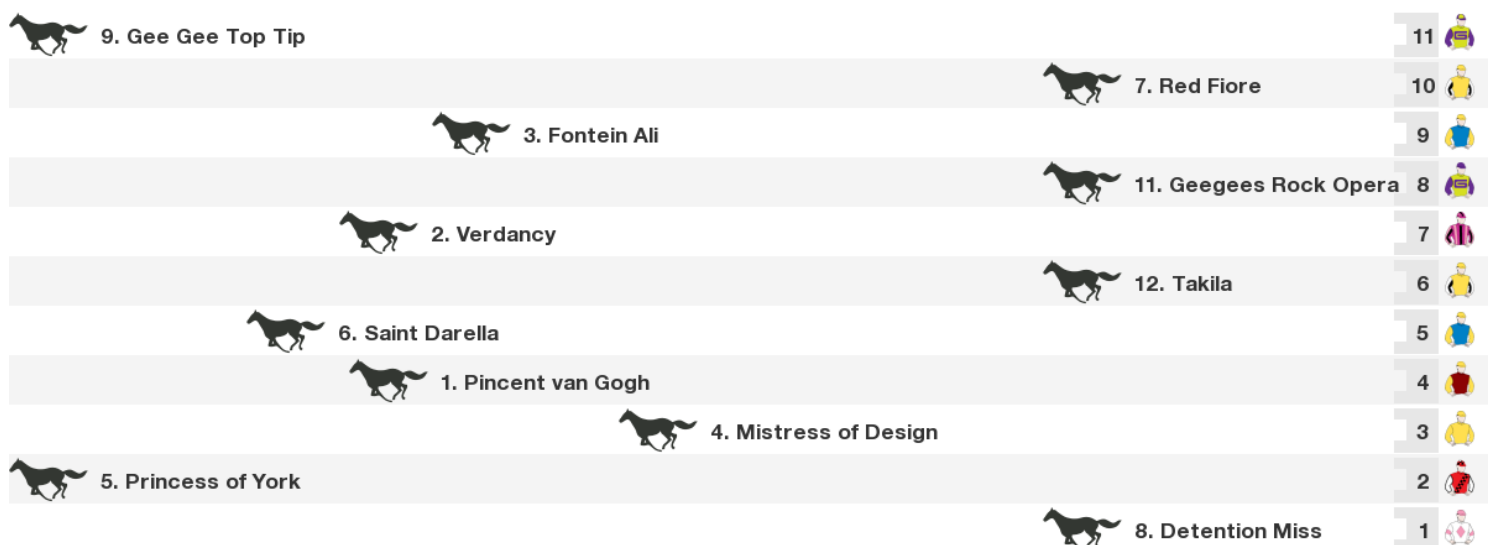 9. Gee Gee Top Tip 11
7. Red Fiore 10
3. Fontein Ali 9
11. Geegees Rock Opera 8
2. Verdancy 7
12. Takila 6
6. Saint Darella 5
1. Pincent van Gogh 4
4. Mistress of Design 3
5. Princess of York 2
8. Detention Miss 1